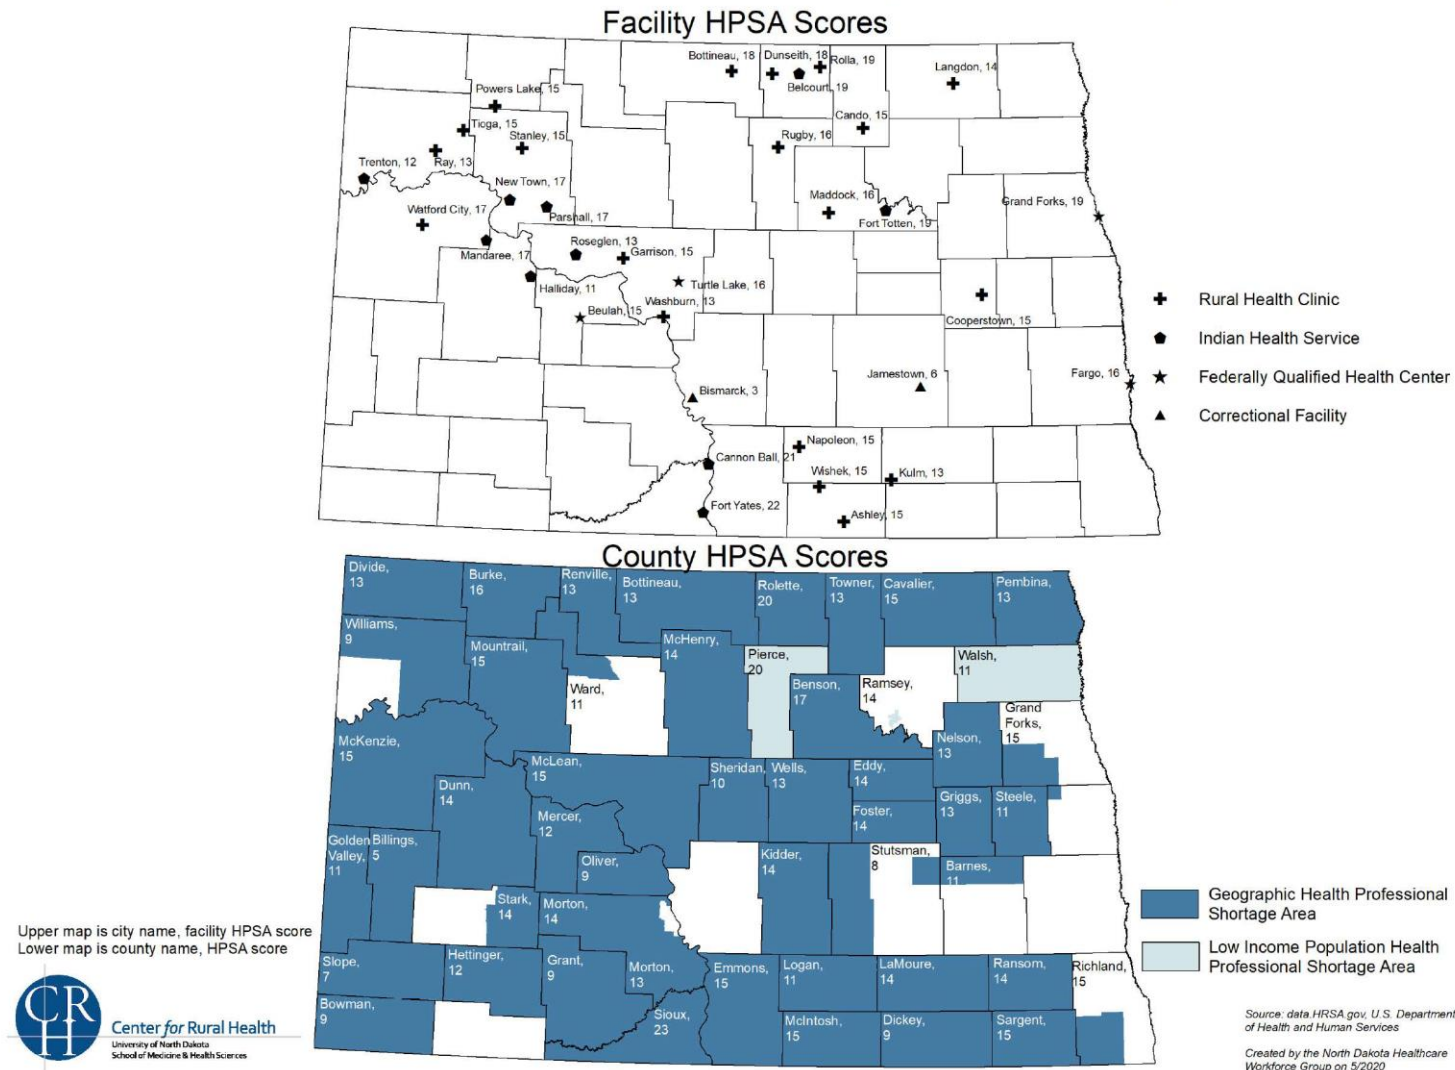 Facility HPSA Scores
Bottineau, 18
Dunseith, 18
Rolla, 19
Belcourt, 19
Langdon, 14
Powers Lake, 15
Cando, 15
Tioga, 15
Stanley, 15
Rugby, 16
Ray, 13
Trenton, 12
New Town, 17
Parshall, 17
Maddock, 16
Grand Forks, 19
Fort Totten, 19
Watford City, 17
Mandaree, 17
Roseglen, 13
Garrison, 15
Halliday, 11
Turtle Lake, 16
Beulah, 15
Washburn, 13
Cooperstown, 15
Bismarck, 3
Jamestown, 6
Fargo, 16
Napoleon, 15
Cannon Ball, 21
Wishek, 15
Kulm, 13
Fort Yates, 22
Ashley, 15
Rural Health Clinic
Indian Health Service
Federally Qualified Health Center
Correctional Facility
County HPSA Scores
Divide,
13
Burke,
16
Renville,
13
Bottineau,
13
Rolette,
20
Towner,
13
Cavalier,
15
Pembina,
13
Williams,
9
Mountrail,
15
McHenry,
14
Pierce,
20
Walsh,
11
Ward,
11
Benson,
17
Ramsey,
14
Grand
Forks,
15
McKenzie,
15
Nelson,
13
McLean,
15
Sheridan,
10
Wells,
13
Eddy,
14
Dunn,
14
Foster,
14
Griggs,
13
Steele,
11
Mercer,
12
Golden
Valley,
11
Billings,
5
Oliver,
9
Kidder,
14
Stutsman,
8
Barnes,
11
Stark,
14
Morton,
14
Slope,
7
Hettinger,
12
Grant,
9
Morton,
13
Emmons,
15
Logan,
11
LaMoure,
14
Ransom,
14
Richland,
15
Bowman,
9
Sioux,
23
McIntosh,
15
Dickey,
9
Sargent,
15
Geographic Health Professional
Shortage Area
Low Income Population Health
Professional Shortage Area
Upper map is city name, facility HPSA score
Lower map is county name, HPSA score
CRH
Center for Rural Health
University of North Dakota
School of Medicine & Health Sciences
Source: data.HRSA.gov, U.S. Department
of Health and Human Services
Created by the North Dakota Healthcare
Workforce Group on 5/2020